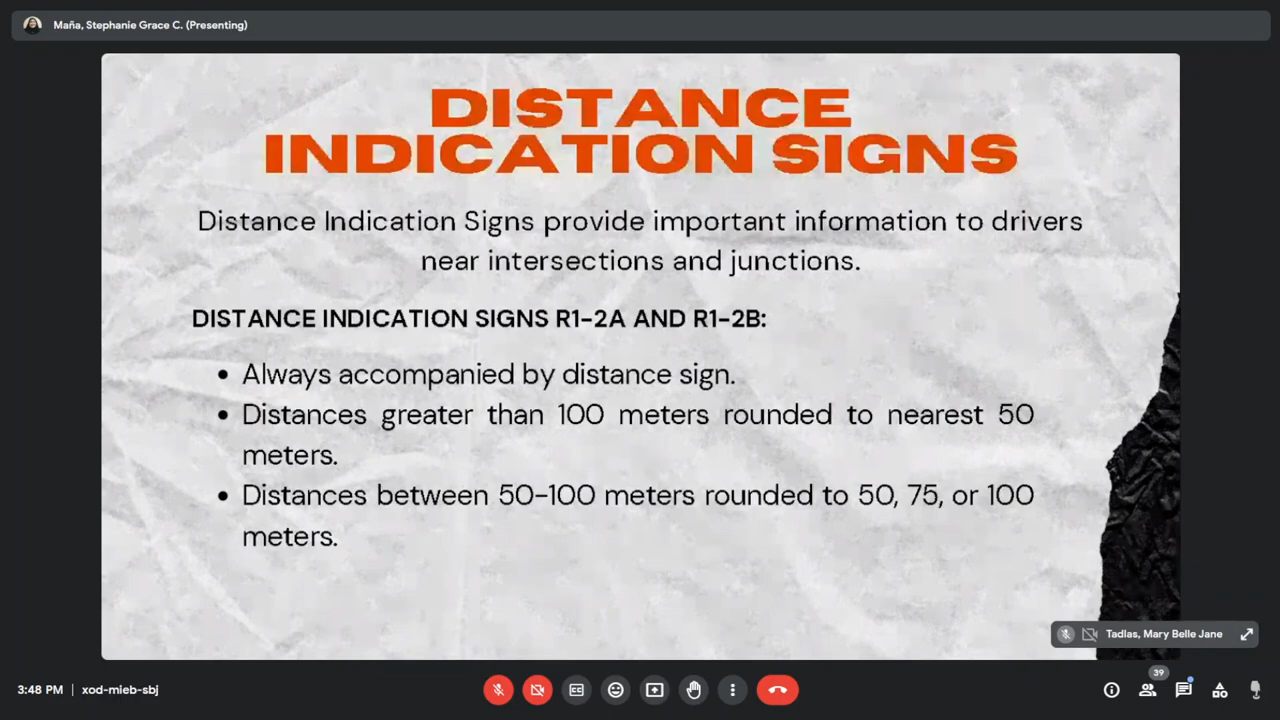 Maña, Stephanie Grace C. (Presenting)
DISTANCE
INDICATION SIGNS
Distance Indication Signs provide important information to drivers
near intersections and junctions.
DISTANCE INDICATION SIGNS R1-2A AND R1-2B:
• Always accompanied by distance sign.
• Distances greater than 100 meters rounded to nearest 50
meters.
• Distances between 50-100 meters rounded to 50, 75, or 100
meters.
Tadlas, Mary Belle Jane
3:48 PM | xod-mieb-sbj
39